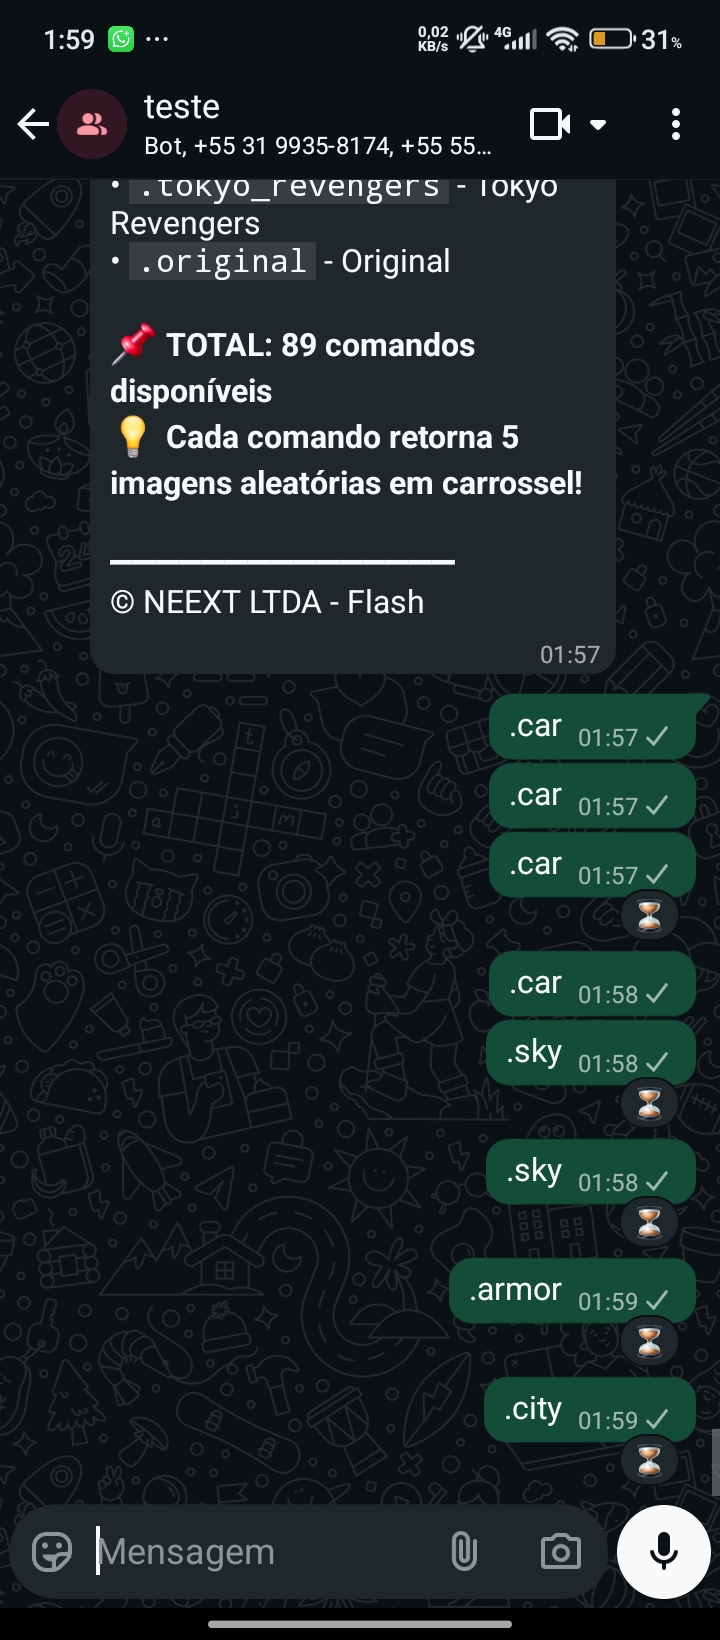 1:59 ... 0,02 KB/s 4G 31%
teste
Bot, +55 31 9935-8174, +55 55...
• .tokyo_revengers - Tokyo
Revengers
• .original - Original
📌 TOTAL: 89 comandos
disponíveis
💡 Cada comando retorna 5
imagens aleatórias em carrossel!
© NEEXT LTDA - Flash
01:57
.car 01:57
.car 01:57
.car 01:57
⏳
.car 01:58
.sky 01:58
⏳
.sky 01:58
⏳
.armor 01:59
⏳
.city 01:59
⏳
Mensagem